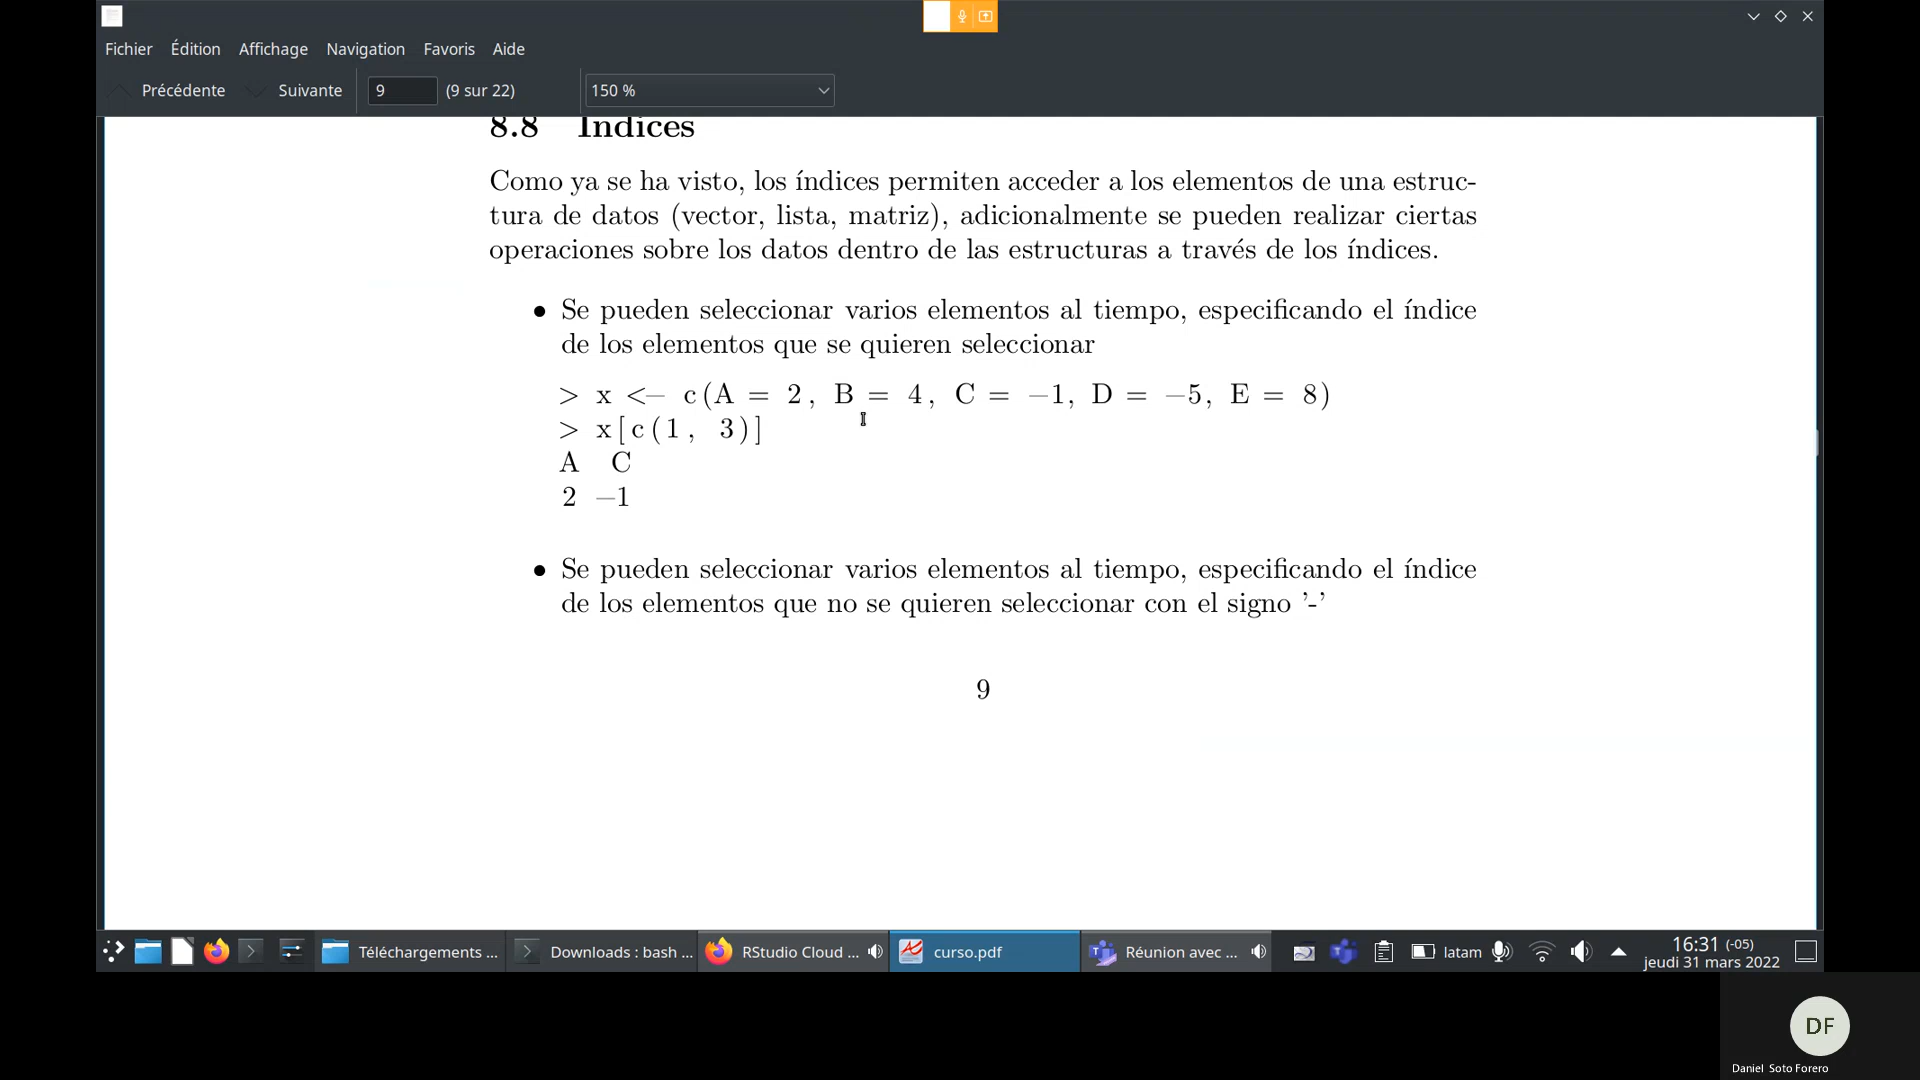 Fichier Édition Affichage Navigation Favoris Aide
Précédente Suivante 9 (9 sur 22) 150 %
8.8 Indices
Como ya se ha visto, los índices permiten acceder a los elementos de una estruc-
tura de datos (vector, lista, matriz), adicionalmente se pueden realizar ciertas
operaciones sobre los datos dentro de las estructuras a través de los índices.
• Se pueden seleccionar varios elementos al tiempo, especificando el índice
de los elementos que se quieren seleccionar
> x <− c(A = 2, B = 4, C = −1, D = −5, E = 8)
> x[c(1, 3)]
A C
2 −1
• Se pueden seleccionar varios elementos al tiempo, especificando el índice
de los elementos que no se quieren seleccionar con el signo ’-’
9
Téléchargements ... Downloads : bash ... RStudio Cloud ... curso.pdf Réunion avec ... latam 16:31 (-05)
jeudi 31 mars 2022
DF
Daniel Soto Forero